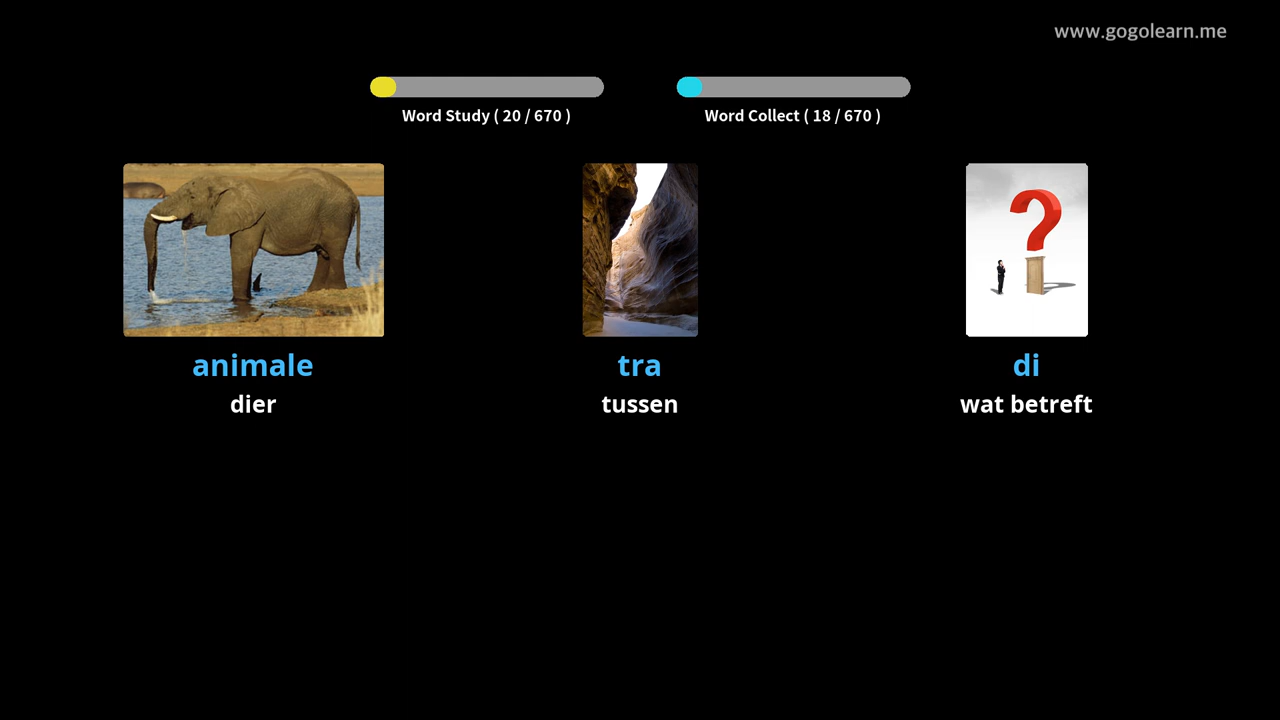 www.gogolearn.me
Word Study ( 20 / 670 )
Word Collect ( 18 / 670 )
animale
tra
di
dier
tussen
wat betreft